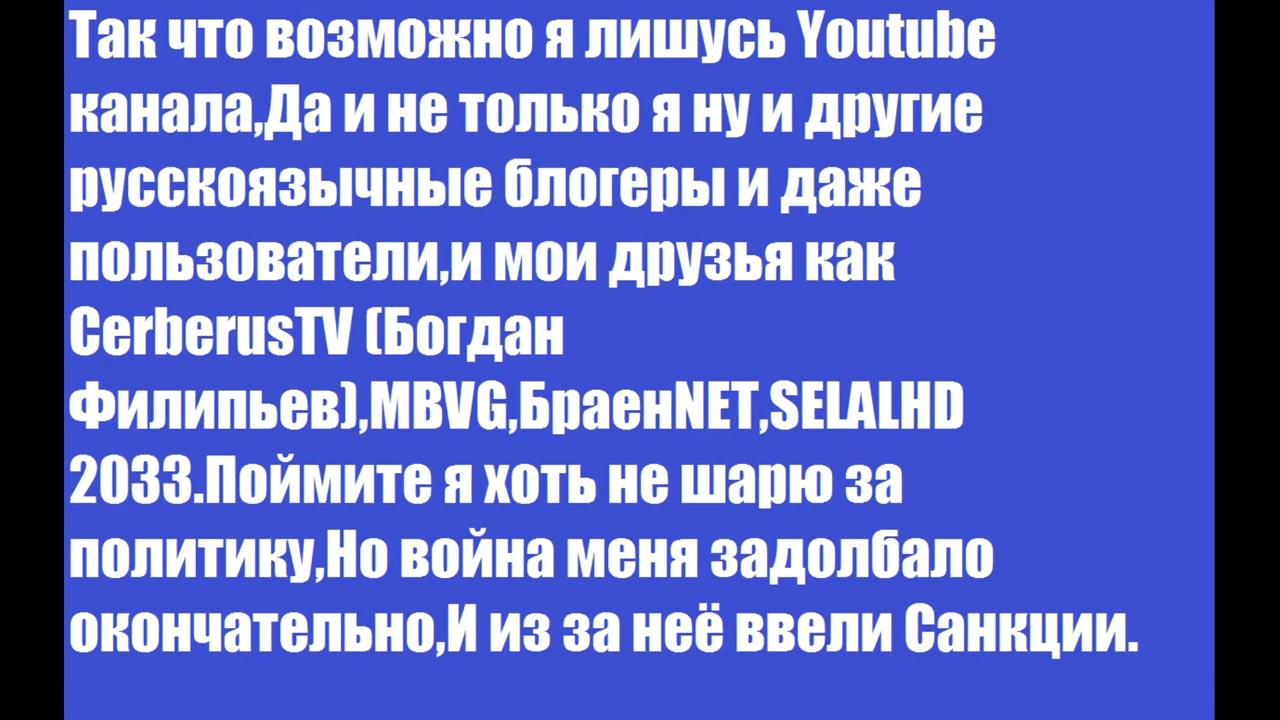 Так что возможно я лишусь Youtube
канала,Да и не только я ну и другие
русскоязычные блогеры и даже
пользователи,и мои друзья как
CerberusTV (Богдан
Филипьев),MBVG,БраенNET,SELALHD
2033.Поймите я хоть не шарю за
политику,Но война меня задолбало
окончательно,И из за неё ввели Санкции.